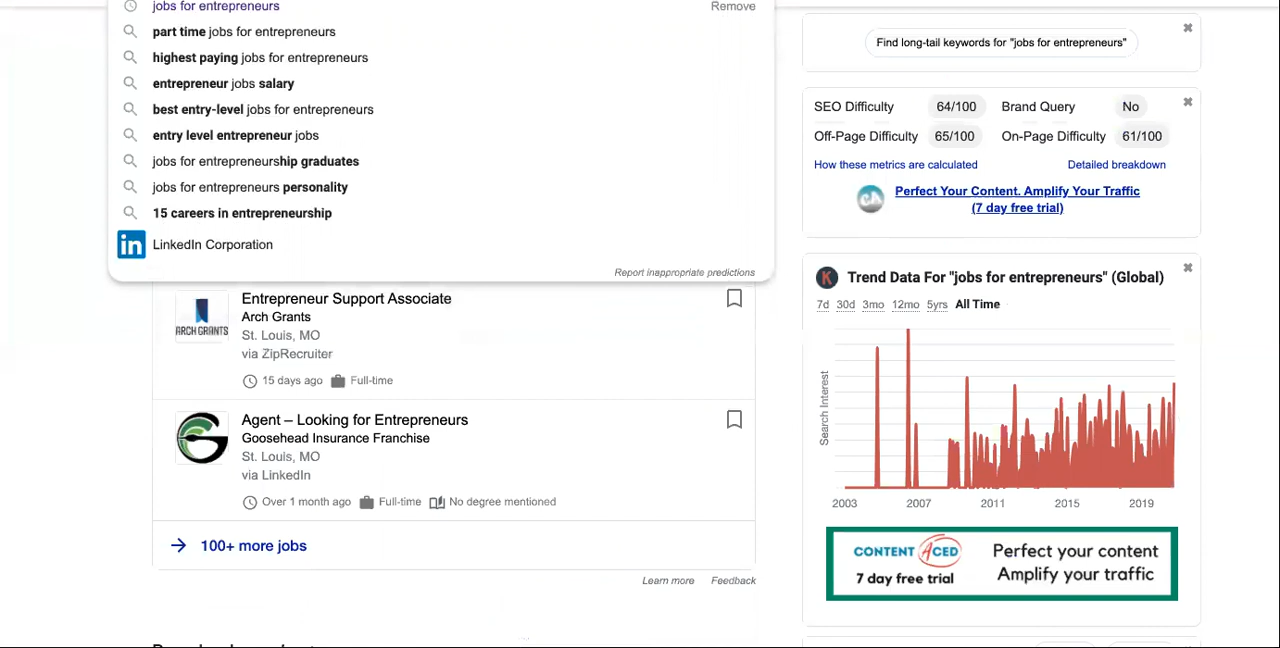 jobs for entrepreneurs
Remove
part time jobs for entrepreneurs
highest paying jobs for entrepreneurs
entrepreneur jobs salary
best entry-level jobs for entrepreneurs
entry level entrepreneur jobs
jobs for entrepreneurship graduates
jobs for entrepreneurs personality
15 careers in entrepreneurship
in LinkedIn Corporation
Report inappropriate predictions
ARCH GRANTS
Entrepreneur Support Associate
Arch Grants
St. Louis, MO
via ZipRecruiter
15 days ago Full-time
Agent – Looking for Entrepreneurs
Goosehead Insurance Franchise
St. Louis, MO
via LinkedIn
Over 1 month ago Full-time No degree mentioned
100+ more jobs
Learn more Feedback
Find long-tail keywords for "jobs for entrepreneurs"
SEO Difficulty 64/100 Brand Query No
Off-Page Difficulty 65/100 On-Page Difficulty 61/100
How these metrics are calculated Detailed breakdown
CA
Perfect Your Content. Amplify Your Traffic
(7 day free trial)
K Trend Data For "jobs for entrepreneurs" (Global)
7d 30d 3mo 12mo 5yrs All Time
Search Interest
2003 2007 2011 2015 2019
CONTENT ACED
7 day free trial
Perfect your content
Amplify your traffic